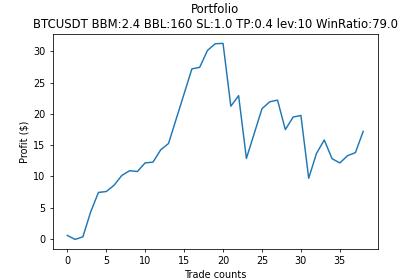 Portfolio
BTCUSDT BBM:2.4 BBL:160 SL:1.0 TP:0.4 lev:10 WinRatio:79.0
30
25
20
15
10
5
0
Profit ($)
0 5 10 15 20 25 30 35
Trade counts